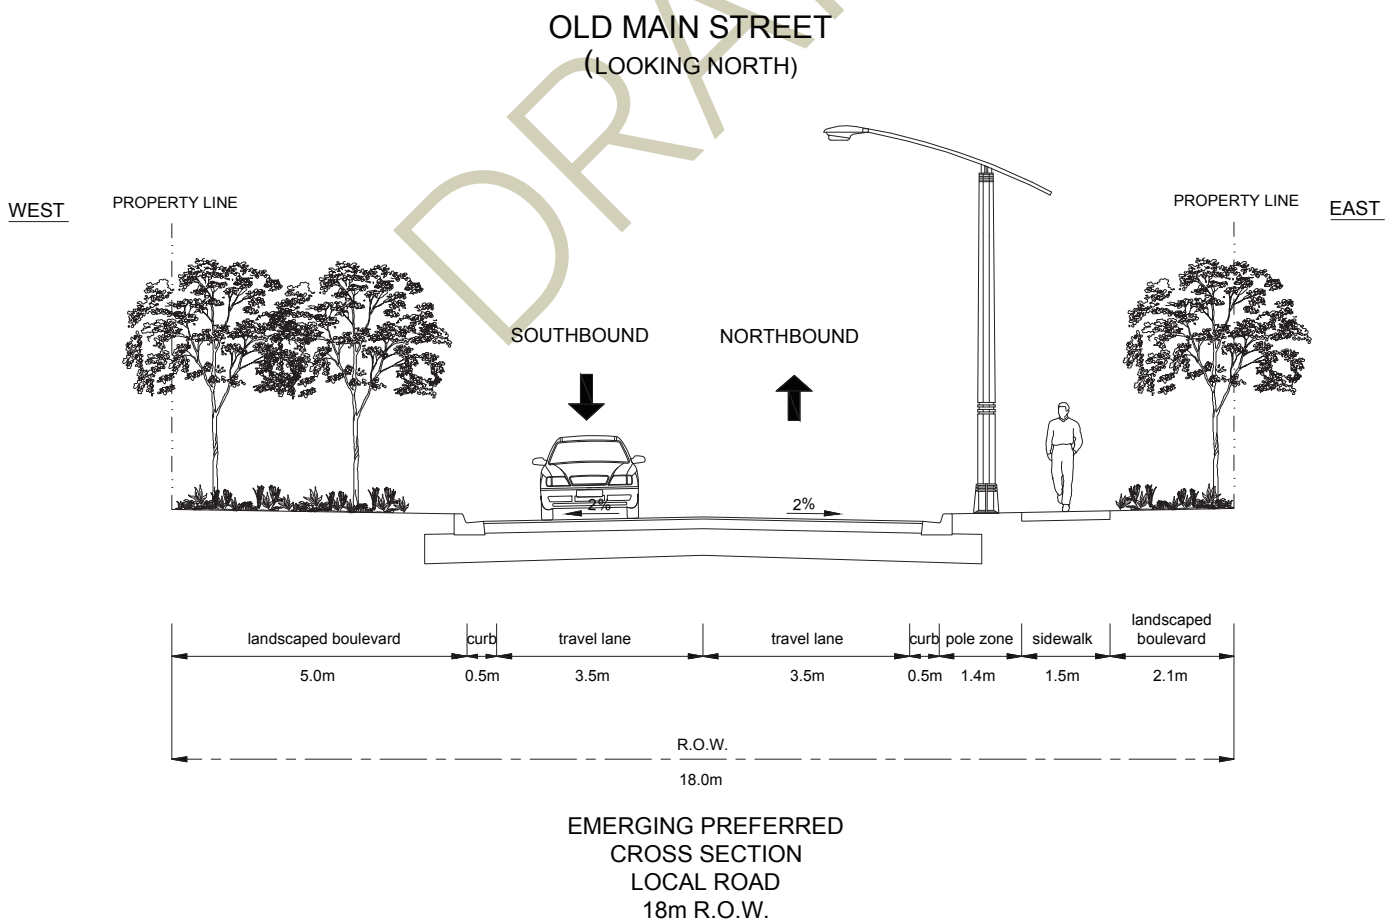 OLD MAIN STREET
(LOOKING NORTH)
WEST
PROPERTY LINE
PROPERTY LINE
EAST
SOUTHBOUND
NORTHBOUND
2%
2%
landscaped boulevard
curb
travel lane
travel lane
curb
pole zone
sidewalk
landscaped
boulevard
5.0m
0.5m
3.5m
3.5m
0.5m
1.4m
1.5m
2.1m
R.O.W.
18.0m
EMERGING PREFERRED
CROSS SECTION
LOCAL ROAD
18m R.O.W.